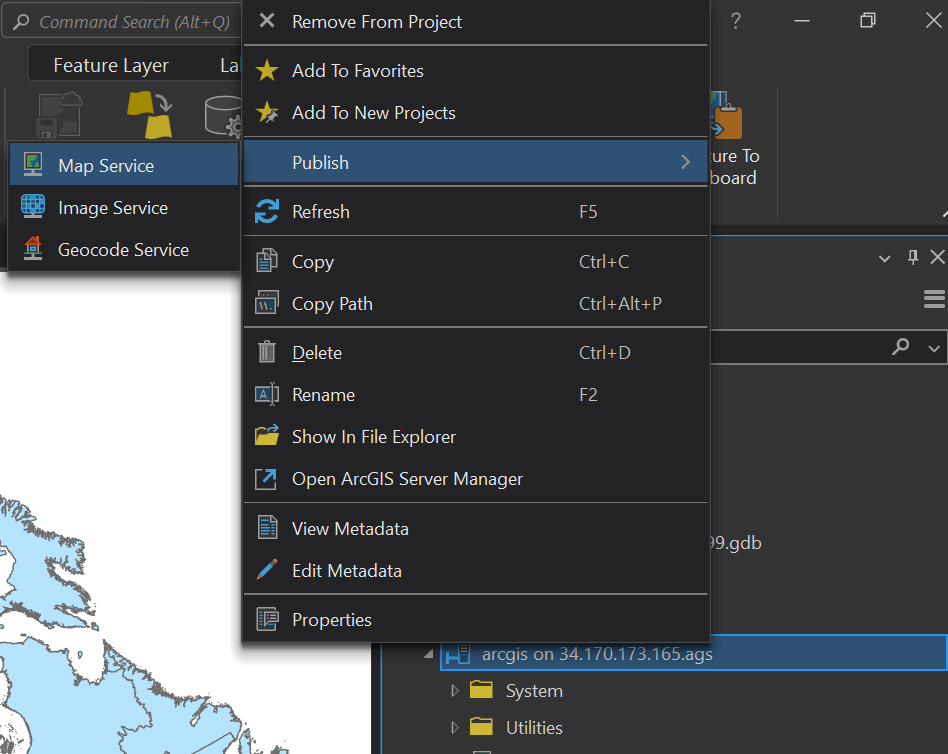 Command Search (Alt+Q)
Remove From Project
?
Feature Layer
Add To Favorites
Add To New Projects
Map Service
Publish
To
Image Service
Refresh F5
Geocode Service
Copy Ctrl+C
Copy Path Ctrl+Alt+P
Delete Ctrl+D
Rename F2
Show In File Explorer
Open ArcGIS Server Manager
View Metadata
99.gdb
Edit Metadata
Properties
arcgis on 34.170.173.165.ags
System
Utilities